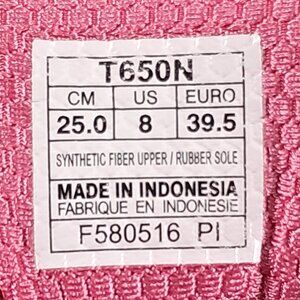 T650N
CM US EURO
25.0 8 39.5
SYNTHETIC FIBER UPPER / RUBBER SOLE
MADE IN INDONESIA
FABRIQUE EN INDONESIE
F580516 PI